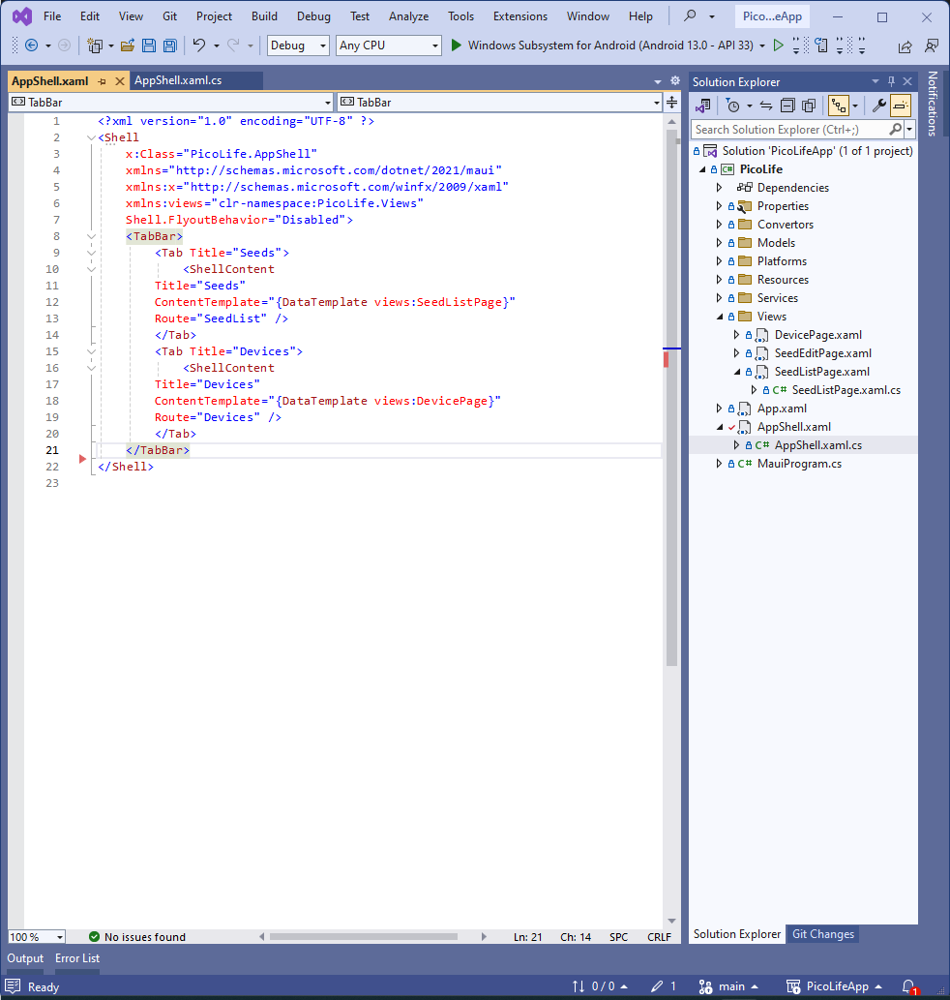 File Edit View Git Project Build Debug Test Analyze Tools Extensions Window Help Pico...eApp
Debug Any CPU Windows Subsystem for Android (Android 13.0 - API 33)
AppShell.xaml AppShell.xaml.cs
TabBar TabBar
1 <?xml version="1.0" encoding="UTF-8" ?>
2 <Shell
3 x:Class="PicoLife.AppShell"
4 xmlns="http://schemas.microsoft.com/dotnet/2021/maui"
5 xmlns:x="http://schemas.microsoft.com/winfx/2009/xaml"
6 xmlns:views="clr-namespace:PicoLife.Views"
7 Shell.FlyoutBehavior="Disabled">
8 <TabBar>
9 <Tab Title="Seeds">
10 <ShellContent
11 Title="Seeds"
12 ContentTemplate="{DataTemplate views:SeedListPage}"
13 Route="SeedList" />
14 </Tab>
15 <Tab Title="Devices">
16 <ShellContent
17 Title="Devices"
18 ContentTemplate="{DataTemplate views:DevicePage}"
19 Route="Devices" />
20 </Tab>
21 </TabBar>
22 </Shell>
23
100 % No issues found Ln: 21 Ch: 14 SPC CRLF
Solution Explorer
Search Solution Explorer (Ctrl+;)
Solution 'PicoLifeApp' (1 of 1 project)
C# PicoLife
Dependencies
Properties
Convertors
Models
Platforms
Resources
Services
Views
DevicePage.xaml
SeedEditPage.xaml
SeedListPage.xaml
C# SeedListPage.xaml.cs
App.xaml
AppShell.xaml
C# AppShell.xaml.cs
C# MauiProgram.cs
Solution Explorer Git Changes
Notifications
Output Error List
Ready 0 / 0 1 main PicoLifeApp 1